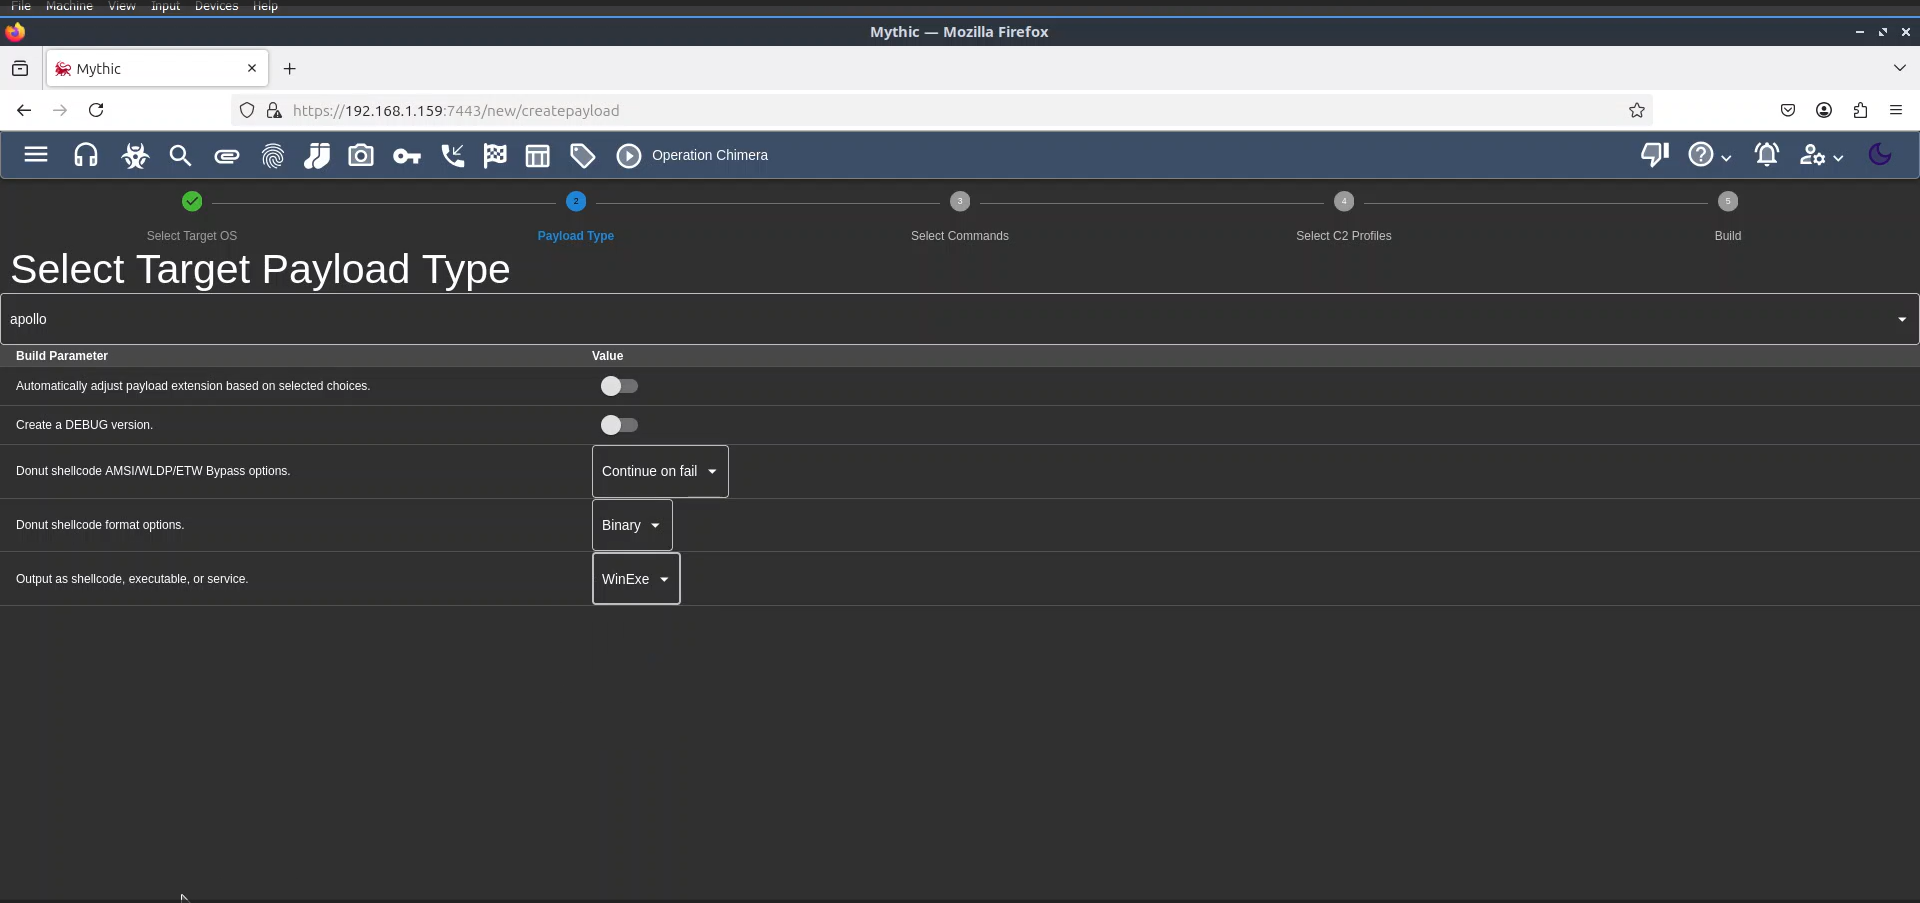 File Machine View Input Devices Help
Mythic — Mozilla Firefox
Mythic
https://192.168.1.159:7443/new/createpayload
Operation Chimera
2 3 4 5
Select Target OS Payload Type Select Commands Select C2 Profiles Build
Select Target Payload Type
apollo
Build Parameter Value
Automatically adjust payload extension based on selected choices.
Create a DEBUG version.
Donut shellcode AMSI/WLDP/ETW Bypass options. Continue on fail
Donut shellcode format options. Binary
Output as shellcode, executable, or service. WinExe